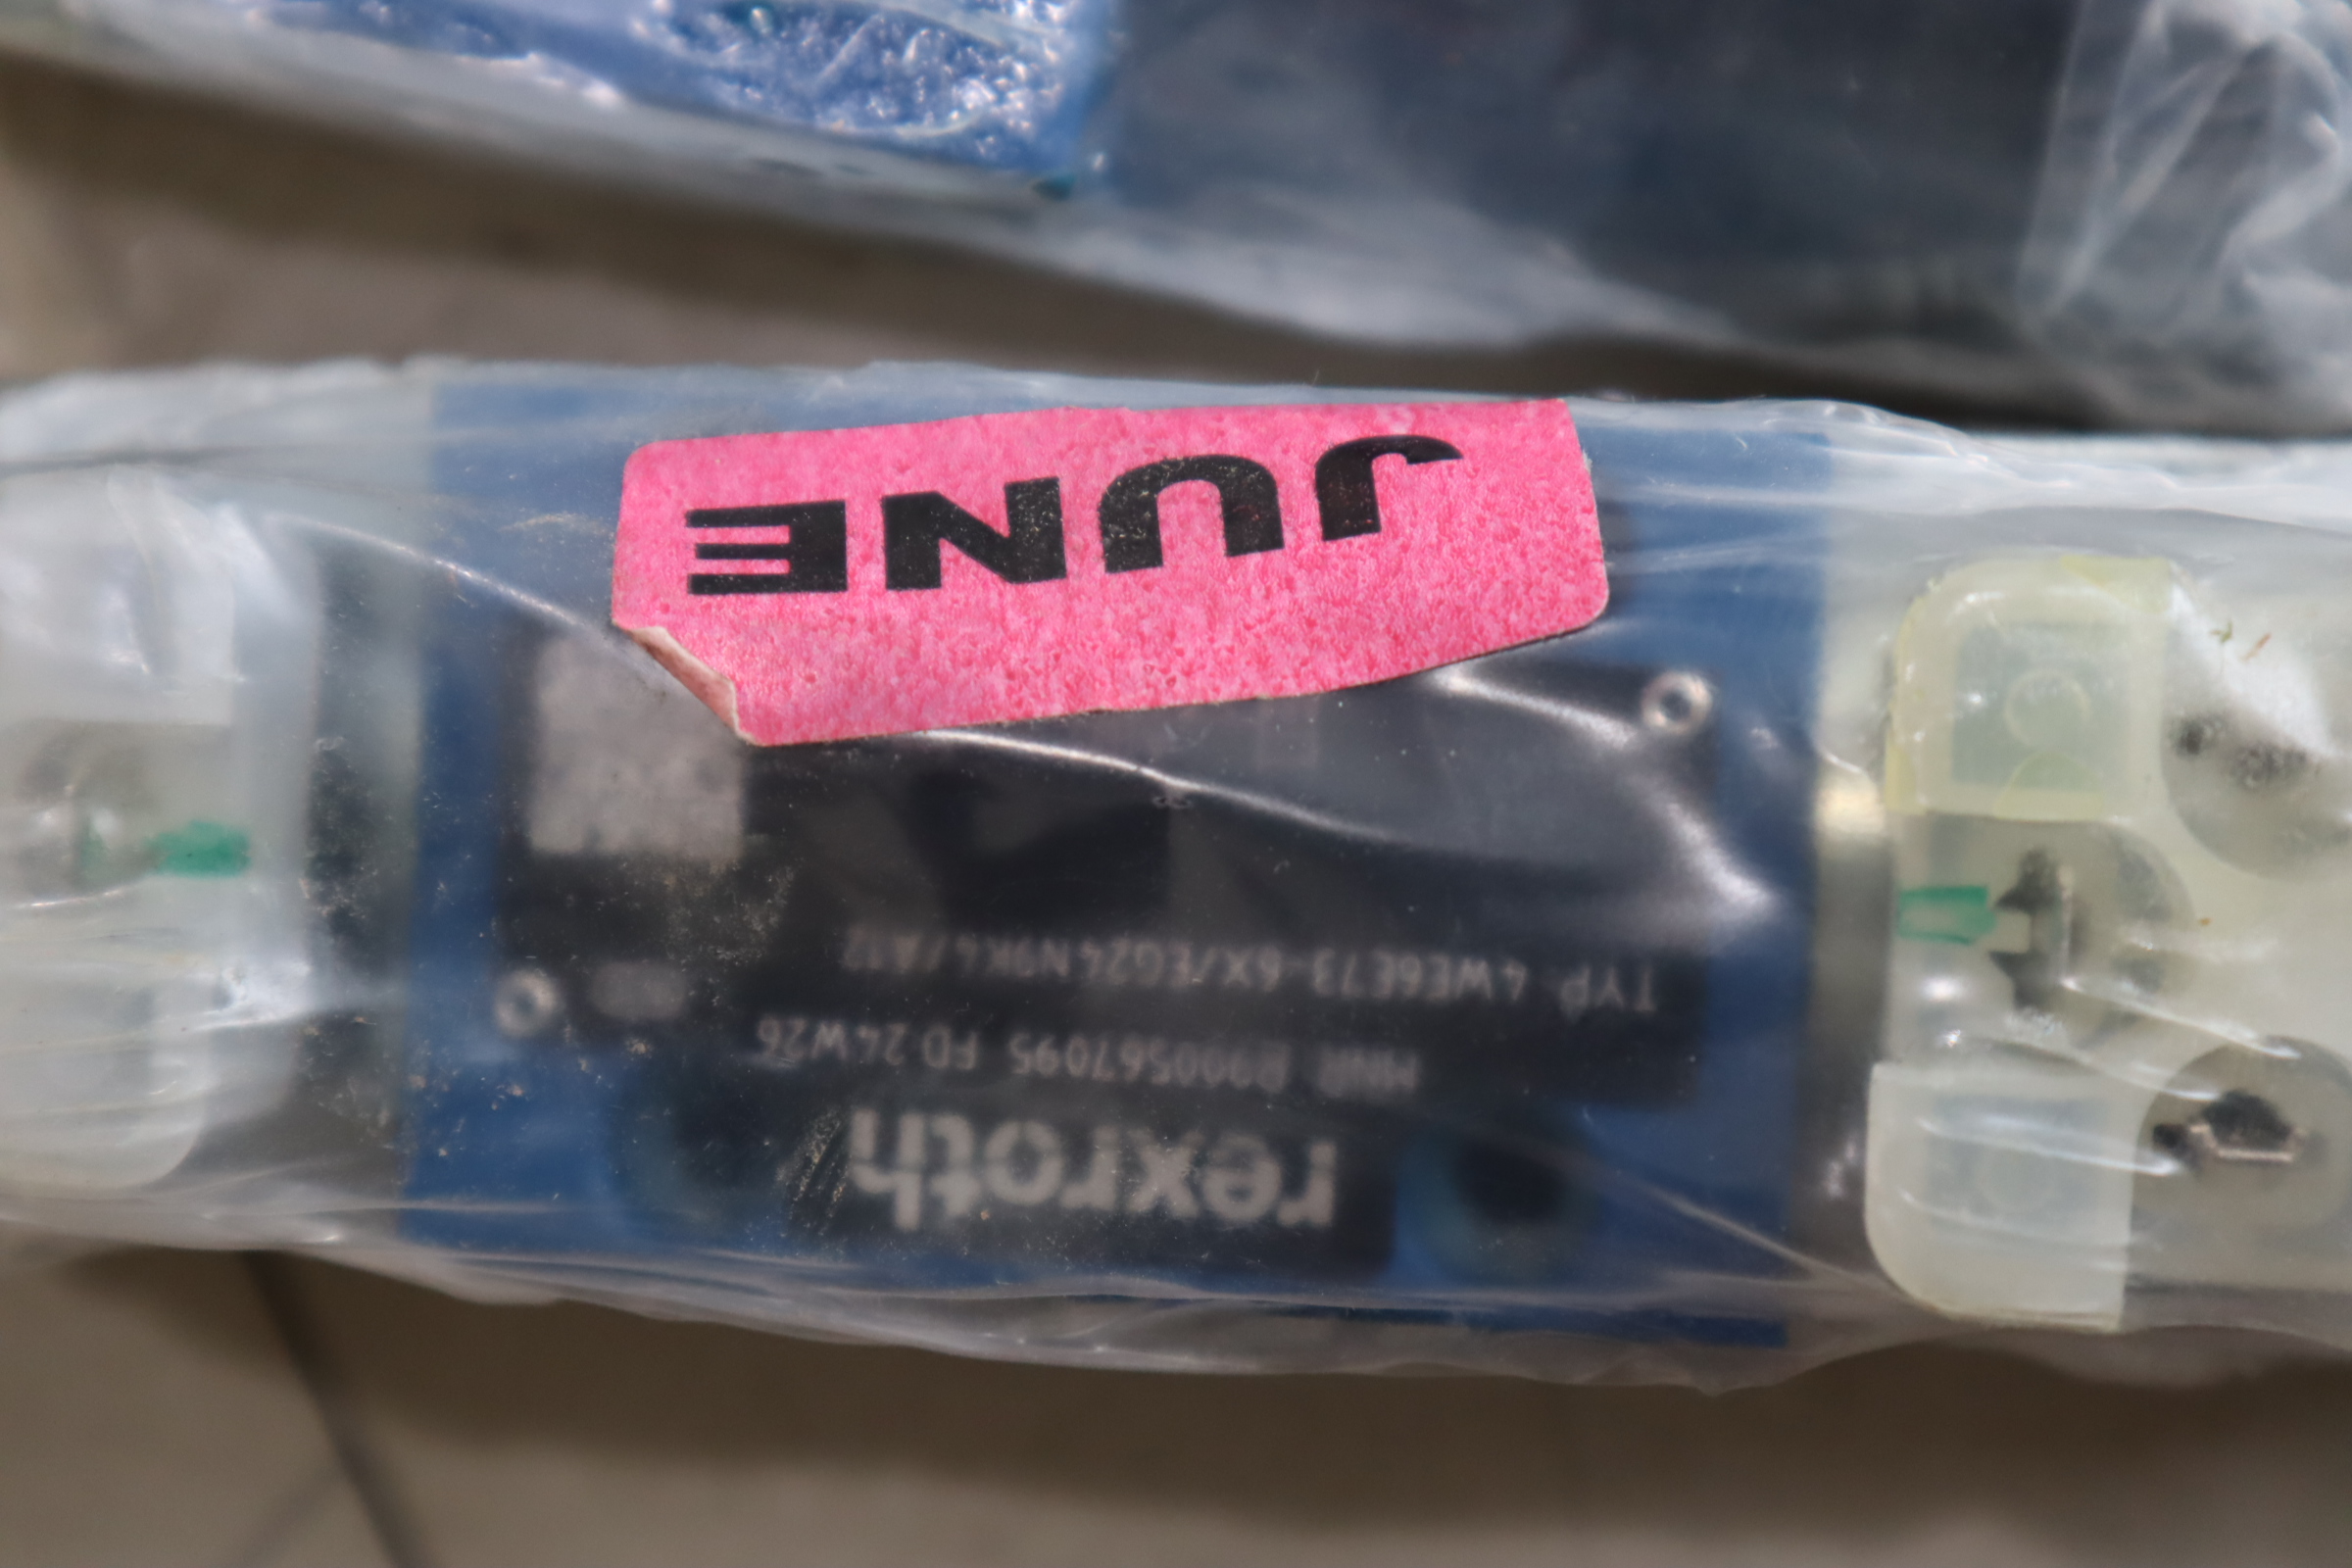 rexroth
MNR R900567095 FD 24W26
TYP 4WE6E73-6X/EG24N9K4/A12
JUNE